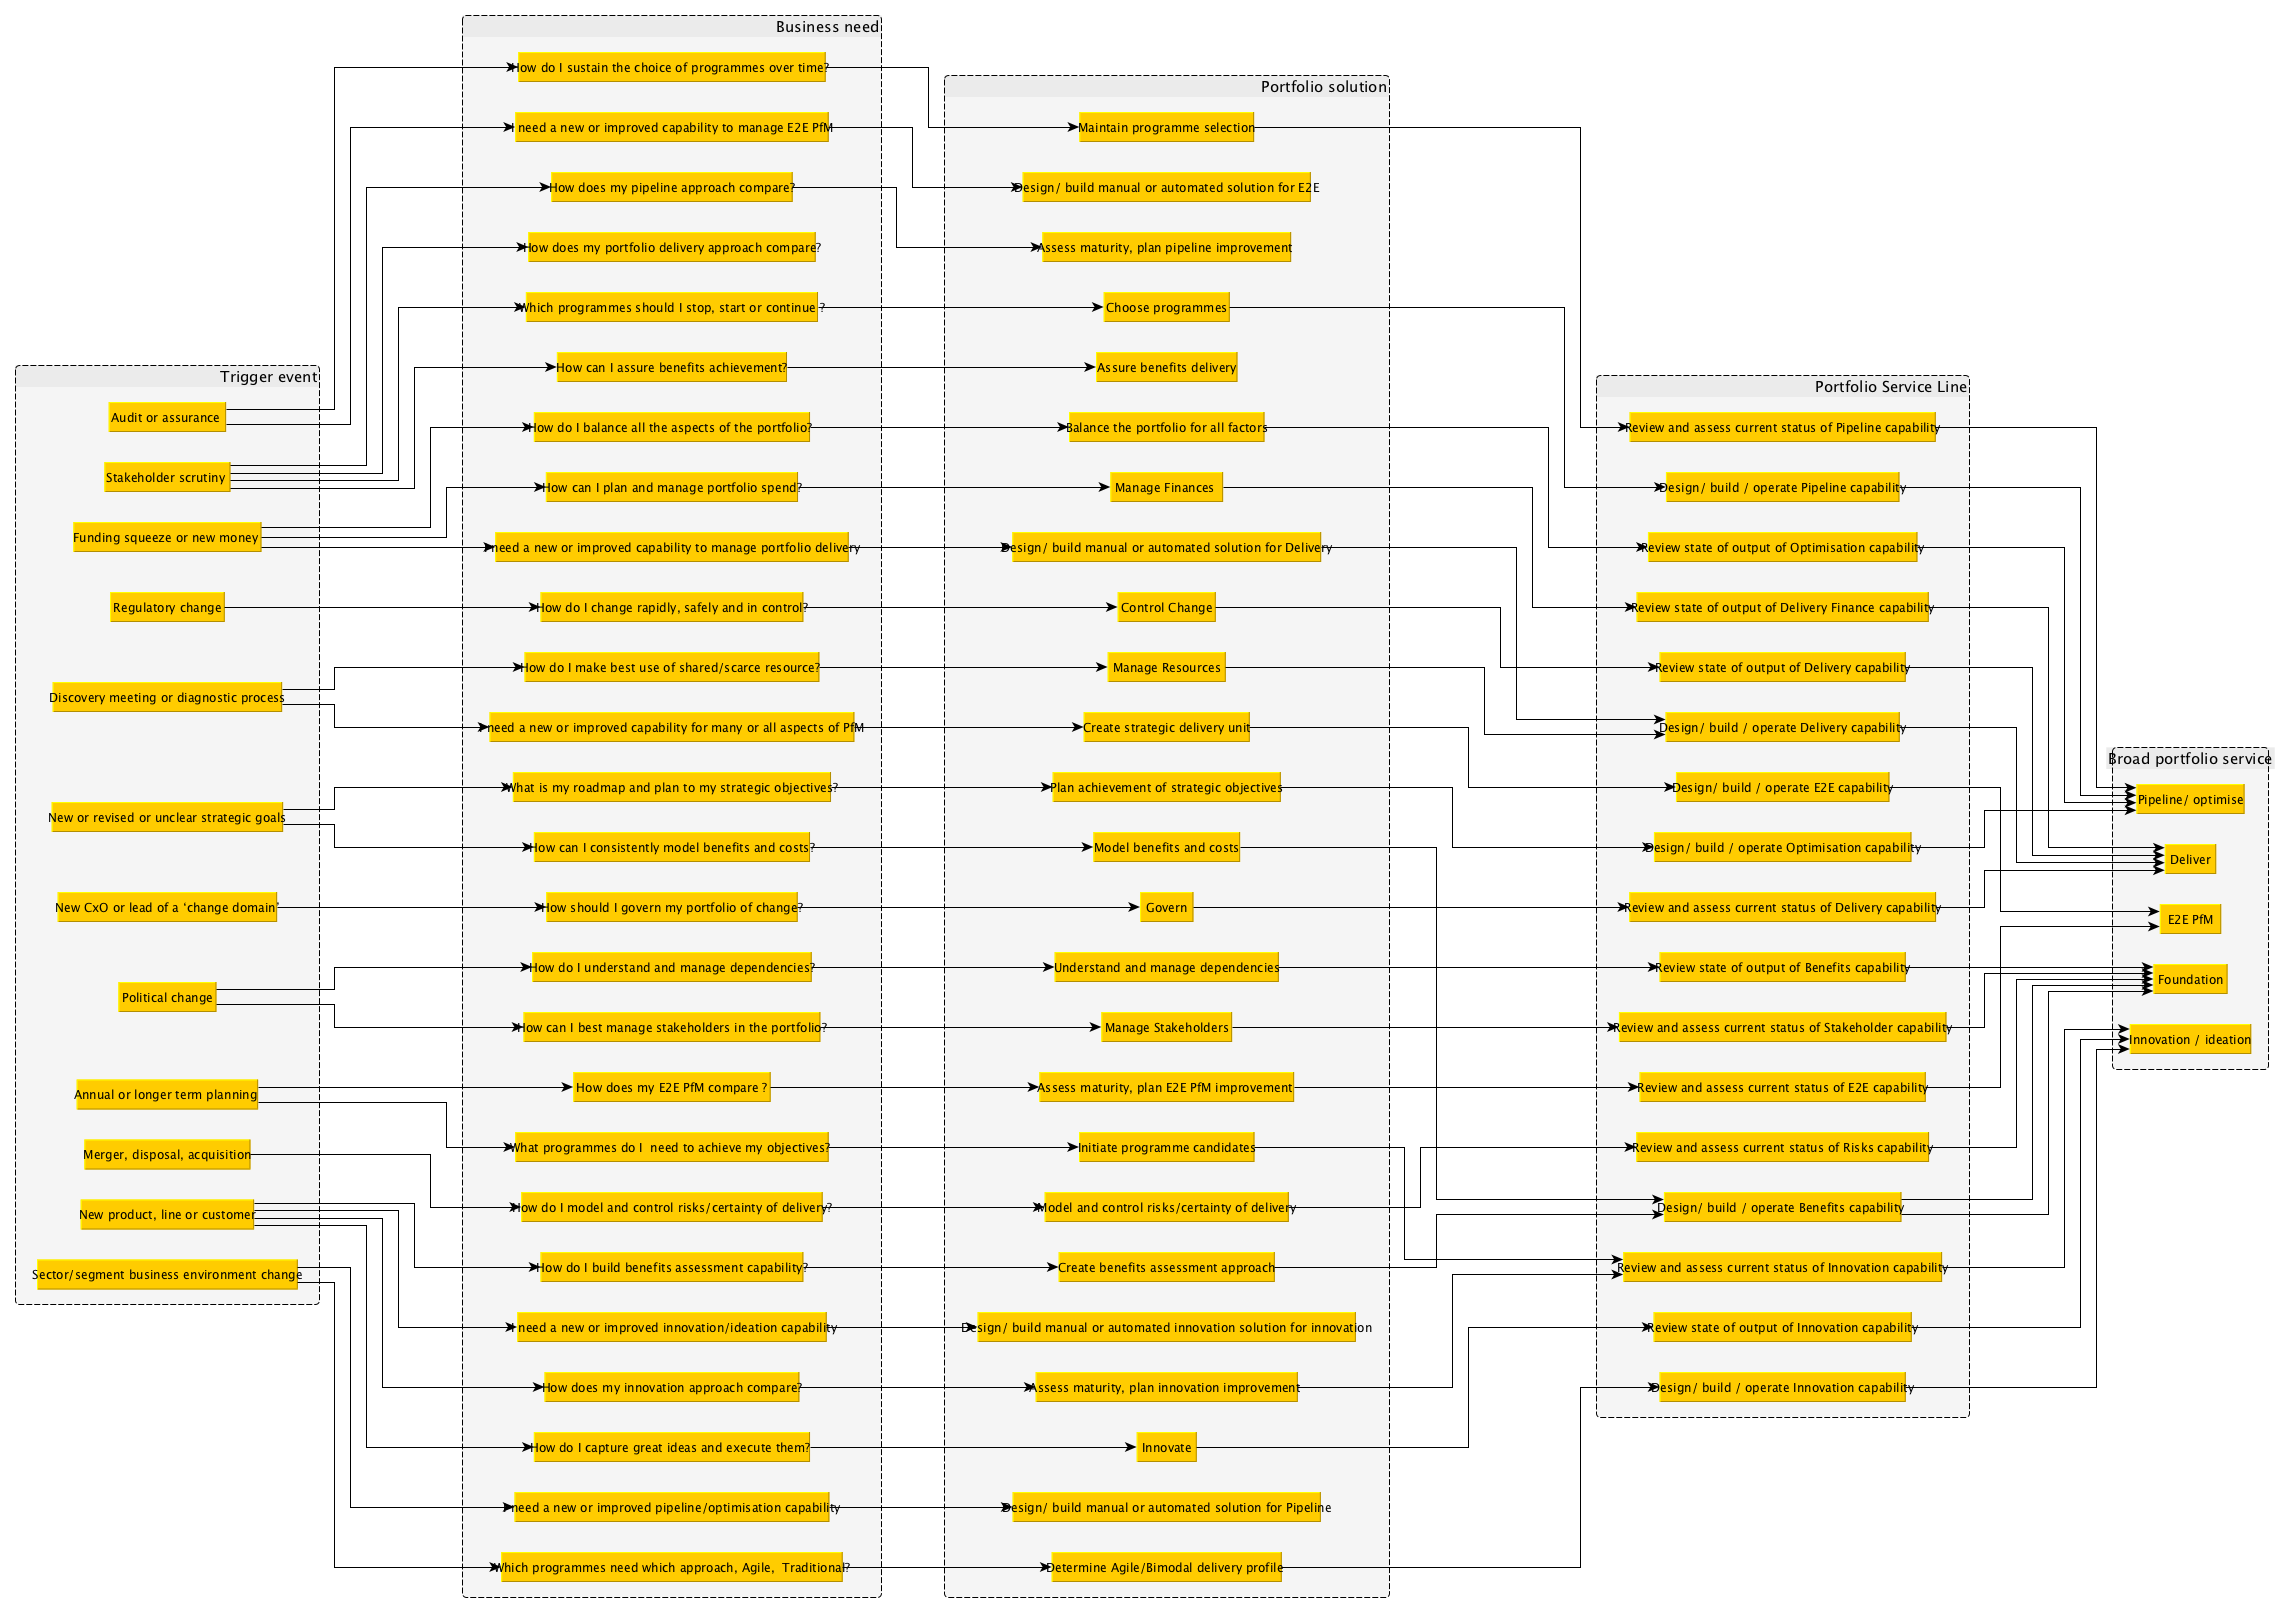 Trigger event
Audit or assurance
Stakeholder scrutiny
Funding squeeze or new money
Regulatory change
Discovery meeting or diagnostic process
New or revised or unclear strategic goals
New CxO or lead of a ‘change domain’
Political change
Annual or longer term planning
Merger, disposal, acquisition
New product, line or customer
Sector/segment business environment change
Business need
How do I sustain the choice of programmes over time?
I need a new or improved capability to manage E2E PfM
How does my pipeline approach compare?
How does my portfolio delivery approach compare?
Which programmes should I stop, start or continue ?
How can I assure benefits achievement?
How do I balance all the aspects of the portfolio?
How can I plan and manage portfolio spend?
need a new or improved capability to manage portfolio delivery
How do I change rapidly, safely and in control?
How do I make best use of shared/scarce resource?
need a new or improved capability for many or all aspects of PfM
What is my roadmap and plan to my strategic objectives?
How can I consistently model benefits and costs?
How should I govern my portfolio of change?
How do I understand and manage dependencies?
How can I best manage stakeholders in the portfolio?
How does my E2E PfM compare ?
What programmes do I  need to achieve my objectives?
How do I model and control risks/certainty of delivery?
How do I build benefits assessment capability?
I need a new or improved innovation/ideation capability
How does my innovation approach compare?
How do I capture great ideas and execute them?
need a new or improved pipeline/optimisation capability
Which programmes need which approach, Agile,  Traditional?
Portfolio solution
Maintain programme selection
Design/ build manual or automated solution for E2E
Assess maturity, plan pipeline improvement
Choose programmes
Assure benefits delivery
Balance the portfolio for all factors
Manage Finances
Design/ build manual or automated solution for Delivery
Control Change
Manage Resources
Create strategic delivery unit
Plan achievement of strategic objectives
Model benefits and costs
Govern
Understand and manage dependencies
Manage Stakeholders
Assess maturity, plan E2E PfM improvement
Initiate programme candidates
Model and control risks/certainty of delivery
Create benefits assessment approach
Design/ build manual or automated innovation solution for innovation
Assess maturity, plan innovation improvement
Innovate
Design/ build manual or automated solution for Pipeline
Determine Agile/Bimodal delivery profile
Portfolio Service Line
Review and assess current status of Pipeline capability
Design/ build / operate Pipeline capability
Review state of output of Optimisation capability
Review state of output of Delivery Finance capability
Review state of output of Delivery capability
Design/ build / operate Delivery capability
Design/ build / operate E2E capability
Design/ build / operate Optimisation capability
Review and assess current status of Delivery capability
Review state of output of Benefits capability
Review and assess current status of Stakeholder capability
Review and assess current status of E2E capability
Review and assess current status of Risks capability
Design/ build / operate Benefits capability
Review and assess current status of Innovation capability
Review state of output of Innovation capability
Design/ build / operate Innovation capability
Broad portfolio service
Pipeline/ optimise
Deliver
E2E PfM
Foundation
Innovation / ideation